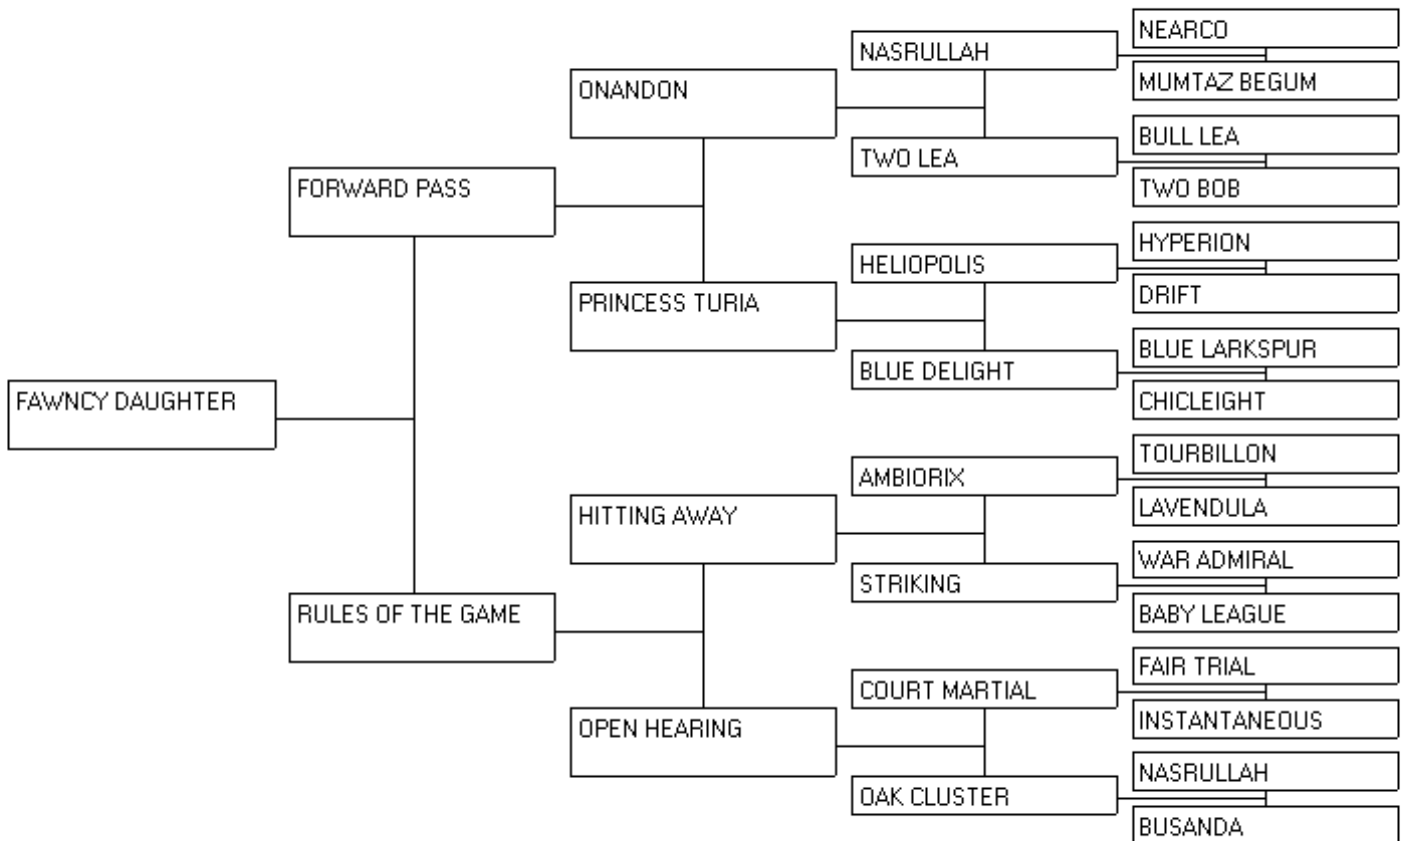 NEARCO
NASRULLAH
MUMTAZ BEGUM
ONANDON
BULL LEA
TWO LEA
TWO BOB
FORWARD PASS
HYPERION
HELIOPOLIS
DRIFT
PRINCESS TURIA
BLUE LARKSPUR
BLUE DELIGHT
CHICLEIGHT
FAWNCY DAUGHTER
TOURBILLON
AMBIORIX
LAVENDULA
HITTING AWAY
WAR ADMIRAL
STRIKING
BABY LEAGUE
RULES OF THE GAME
FAIR TRIAL
COURT MARTIAL
INSTANTANEOUS
OPEN HEARING
NASRULLAH
OAK CLUSTER
BUSANDA